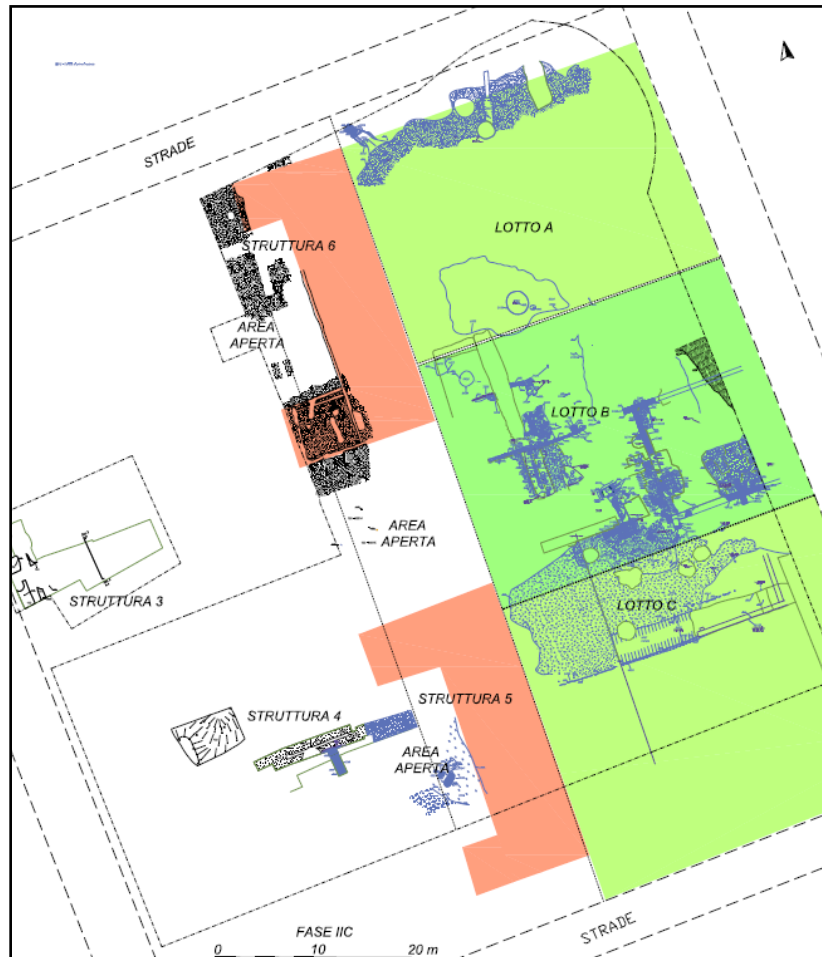 STRADE
LOTTO A
STRUTTURA 6
AREA
APERTA
LOTTO B
AREA
APERTA
STRUTTURA 3
LOTTO C
STRUTTURA 4
STRUTTURA 5
AREA
APERTA
STRADE
FASE IIC
0 10 20 m